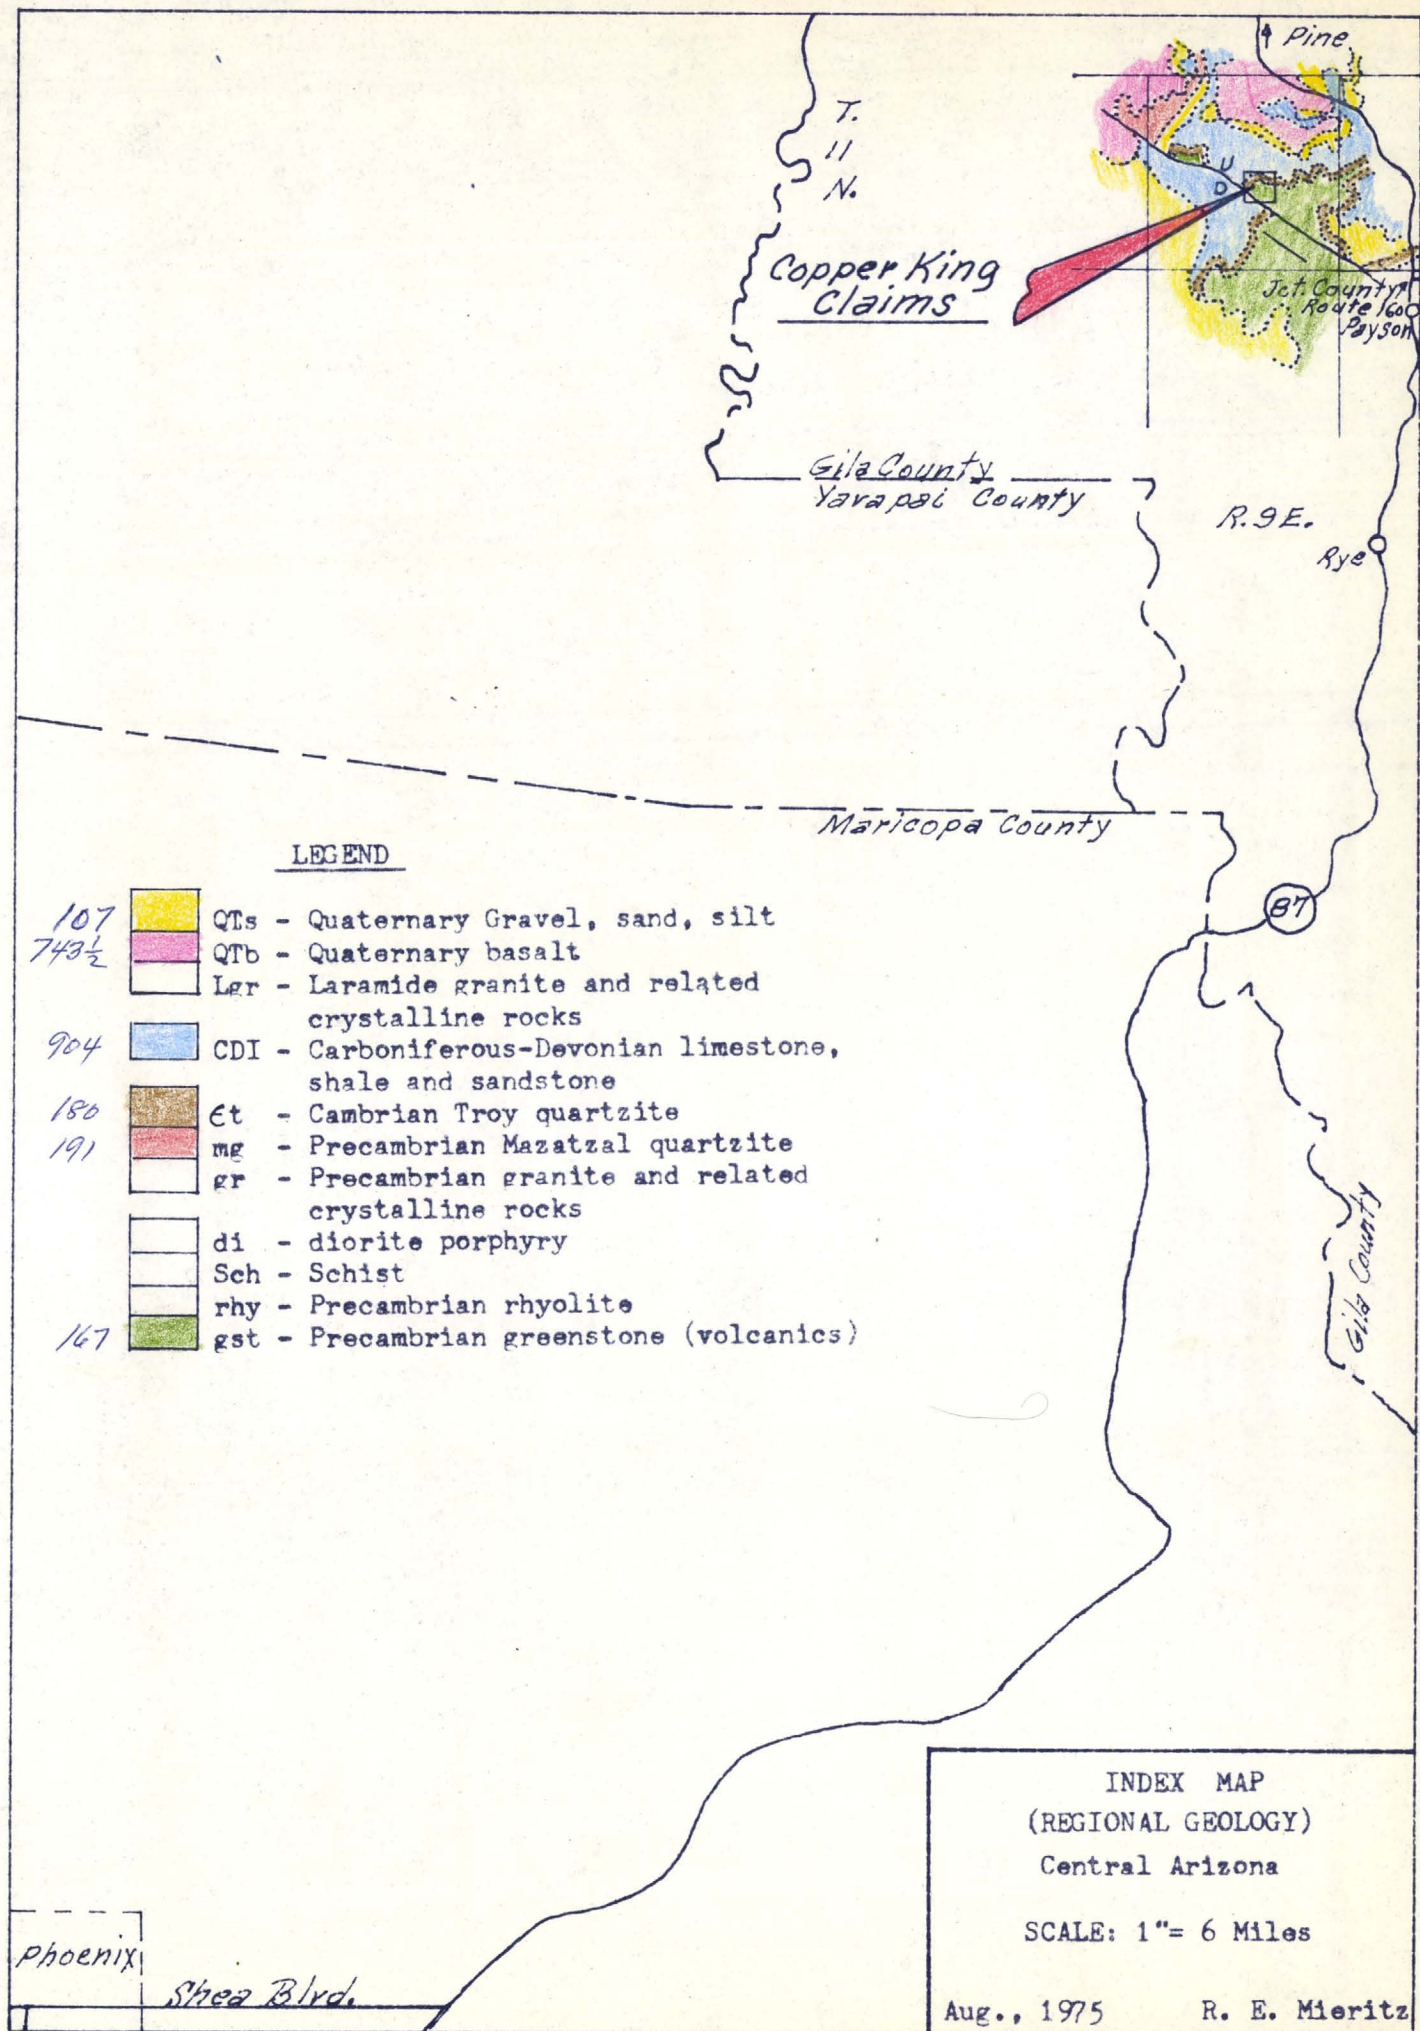 Pine
T.
11
N.
U
D
Copper King
Claims
Jct. County
Route 160
Payson
Gila County
Yavapai County
R. 9 E.
Rye
Maricopa County
87
LEGEND
107 QTs - Quaternary Gravel, sand, silt
743½ QTb - Quaternary basalt
Lgr - Laramide granite and related
crystalline rocks
904 CDI - Carboniferous-Devonian limestone,
shale and sandstone
180 Єt - Cambrian Troy quartzite
191 mg - Precambrian Mazatzal quartzite
gr - Precambrian granite and related
crystalline rocks
di - diorite porphyry
Sch - Schist
rhy - Precambrian rhyolite
167 gst - Precambrian greenstone (volcanics)
Gila County
INDEX MAP
(REGIONAL GEOLOGY)
Central Arizona
SCALE: 1"= 6 Miles
Aug., 1975 R. E. Mieritz
Phoenix
Shea Blvd.